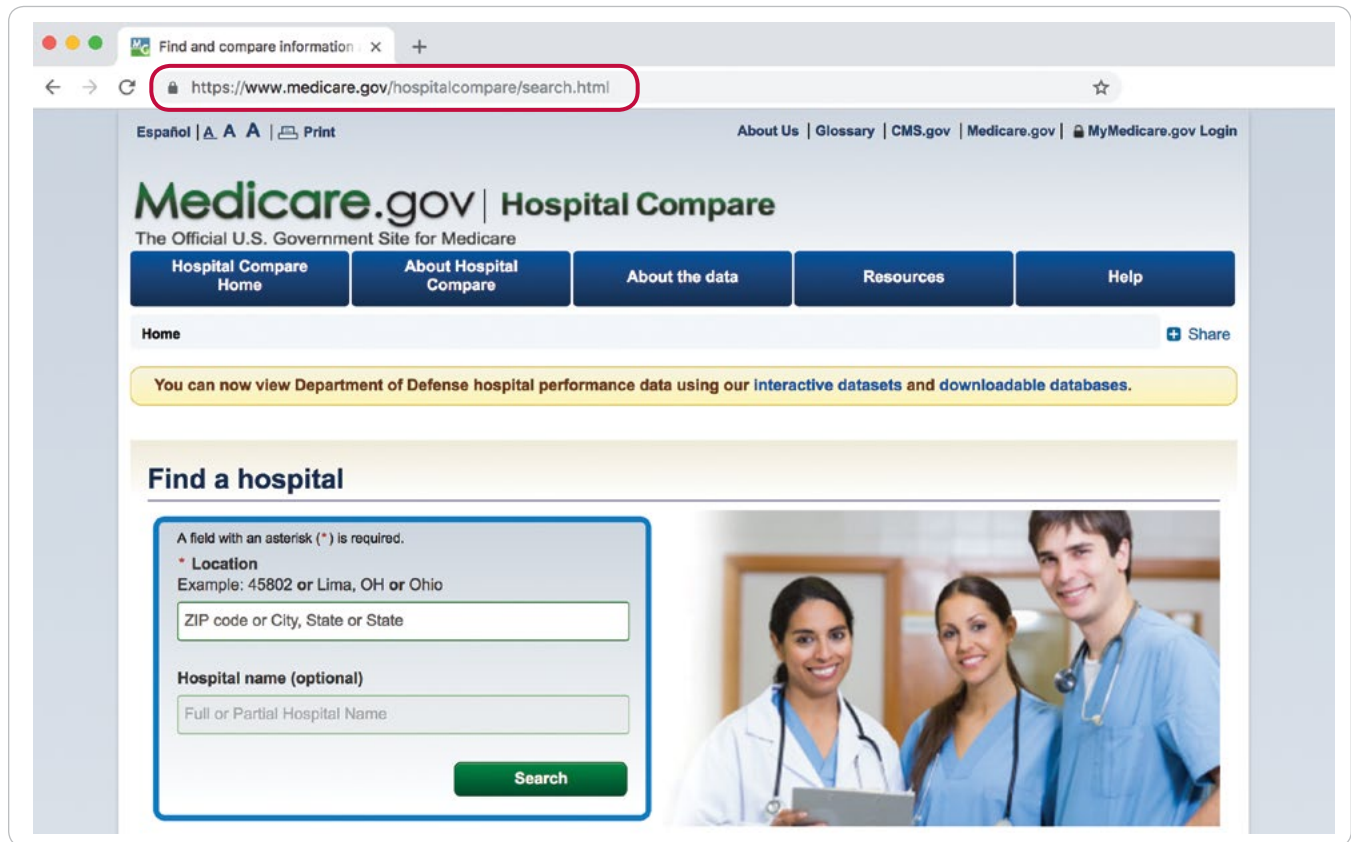 Find and compare information
https://www.medicare.gov/hospitalcompare/search.html
Español | A A A | Print
About Us | Glossary | CMS.gov | Medicare.gov | MyMedicare.gov Login
Medicare.gov | Hospital Compare
The Official U.S. Government Site for Medicare
Hospital Compare Home
About Hospital Compare
About the data
Resources
Help
Home
Share
You can now view Department of Defense hospital performance data using our interactive datasets and downloadable databases.
Find a hospital
A field with an asterisk (*) is required.
* Location
Example: 45802 or Lima, OH or Ohio
ZIP code or City, State or State
Hospital name (optional)
Full or Partial Hospital Name
Search